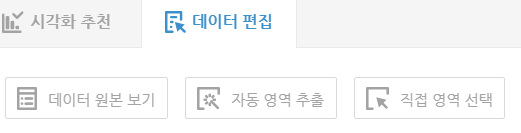 시각화 추천 데이터 편집
데이터 원본 보기 자동 영역 추출 직접 영역 선택